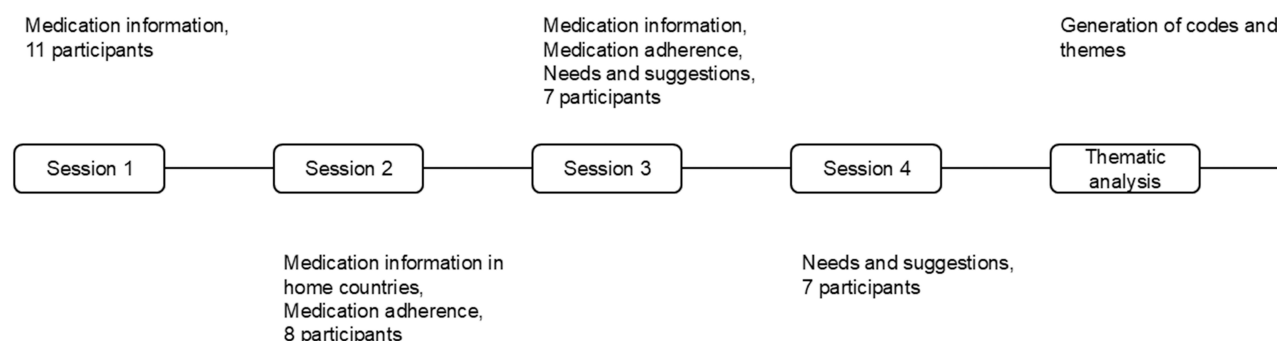 Medication information,
11 participants
Medication information,
Medication adherence,
Needs and suggestions,
7 participants
Generation of codes and
themes
Session 1
Session 2
Session 3
Session 4
Thematic
analysis
Medication information in
home countries,
Medication adherence,
8 participants
Needs and suggestions,
7 participants